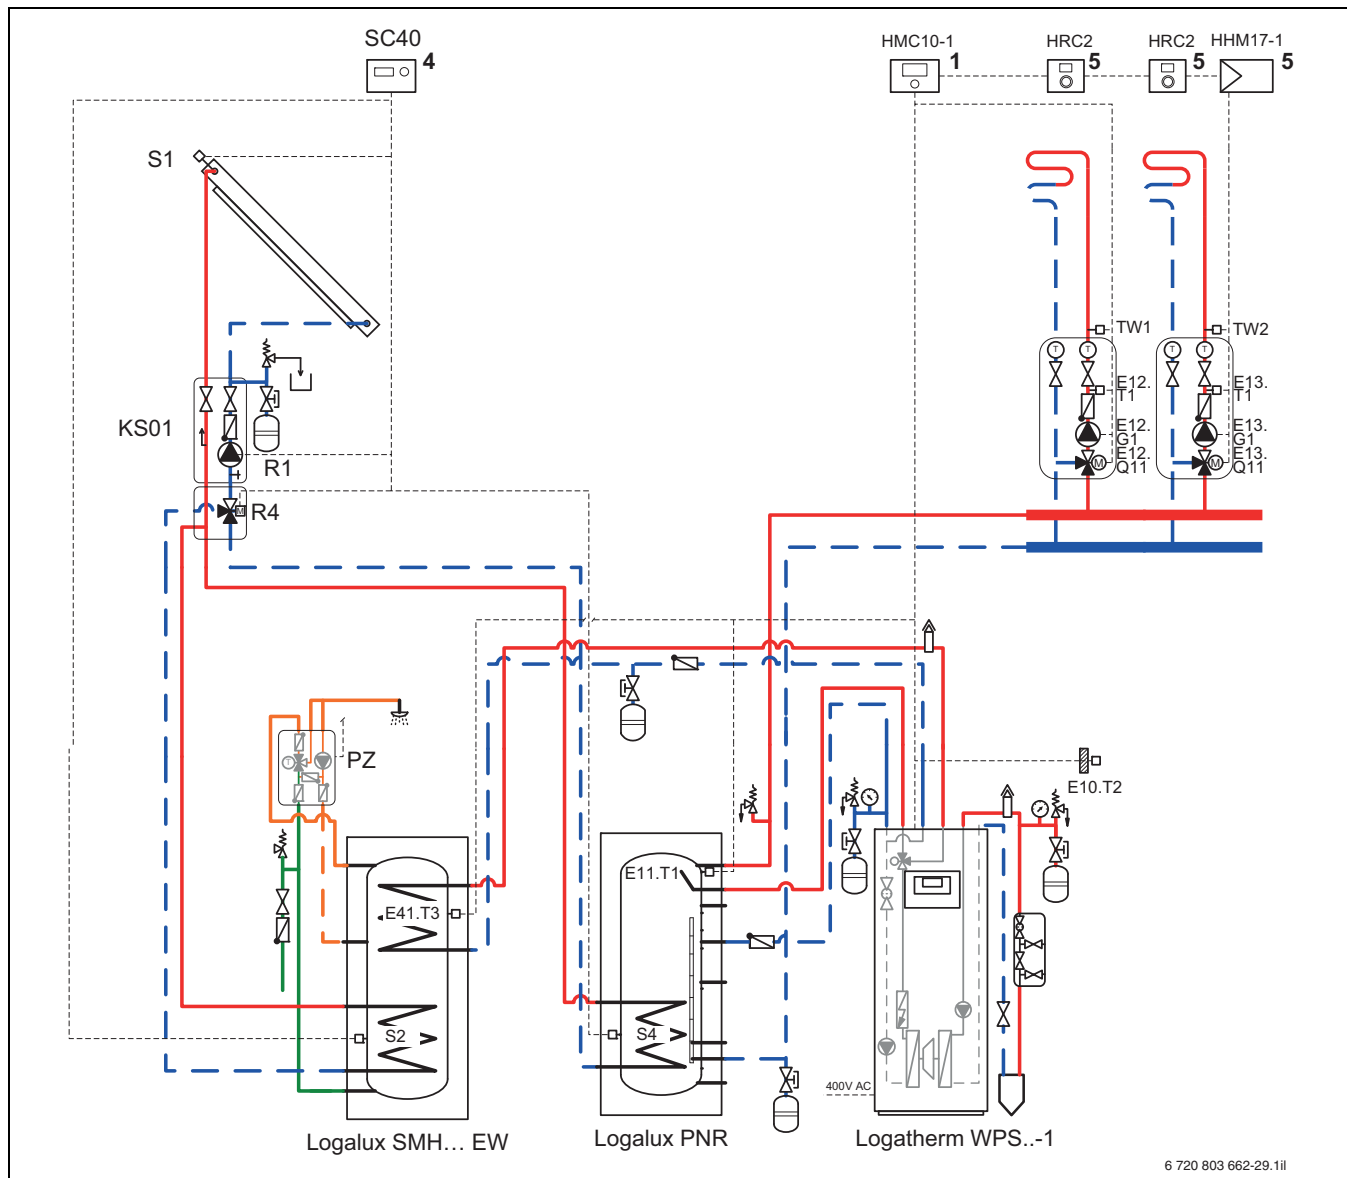 SC40
4
HMC10-1
1
HRC2
5
HRC2
5
HHM17-1
5
S1
TW1
TW2
T
T
T
T
E12.
T1
E13.
T1
KS01
R1
E12.
G1
E13.
G1
E12.
Q11
E13.
Q11
M
M
M
R4
PZ
T
E10.T2
E11.T1
E41.T3
S2
S4
400V AC
Logalux SMH... EW
Logalux PNR
Logatherm WPS..-1
6 720 803 662-29.1il